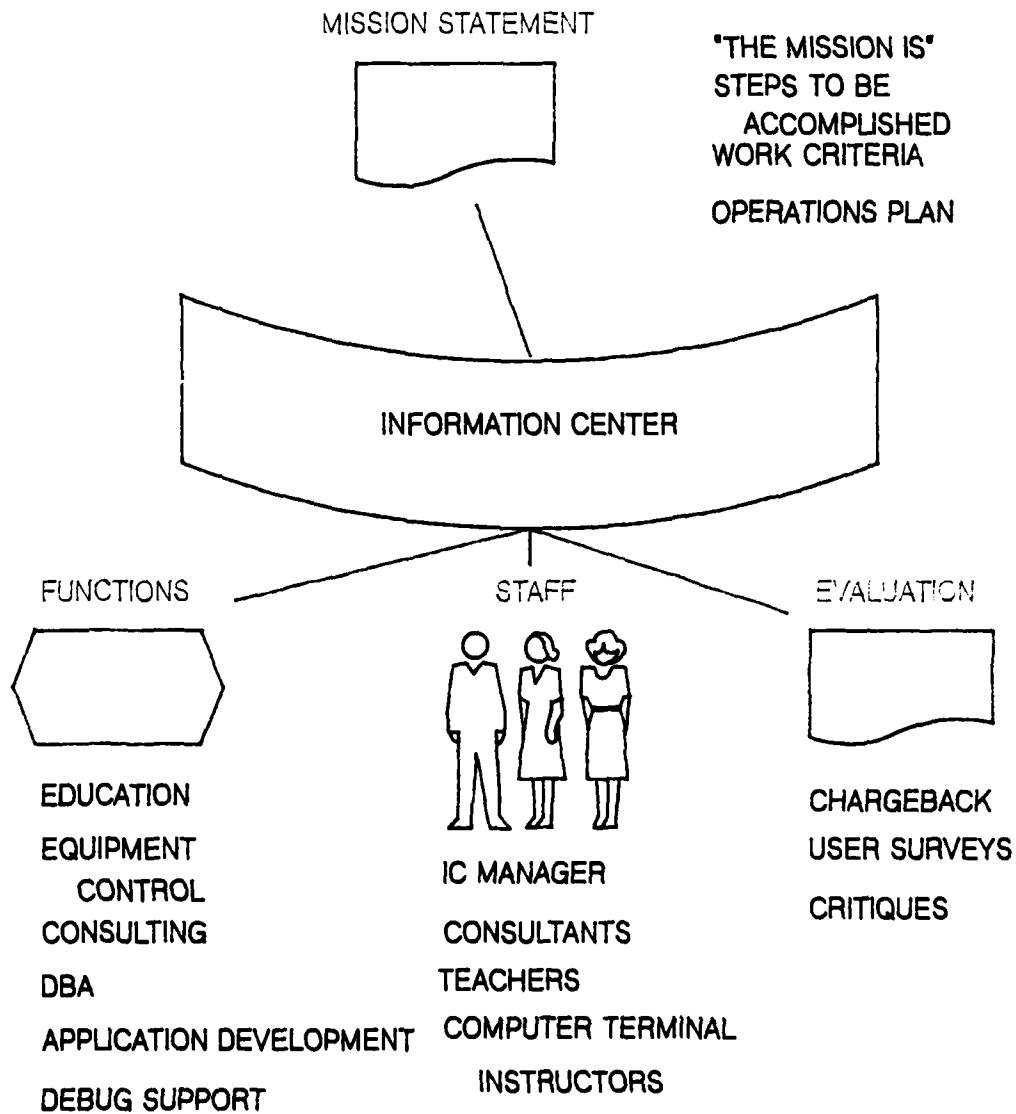 MISSION STATEMENT
"THE MISSION IS"
STEPS TO BE
ACCOMPLISHED
WORK CRITERIA
OPERATIONS PLAN
INFORMATION CENTER
FUNCTIONS
EDUCATION
EQUIPMENT
CONTROL
CONSULTING
DBA
APPLICATION DEVELOPMENT
DEBUG SUPPORT
STAFF
IC MANAGER
CONSULTANTS
TEACHERS
COMPUTER TERMINAL
INSTRUCTORS
EVALUATION
CHARGEBACK
USER SURVEYS
CRITIQUES